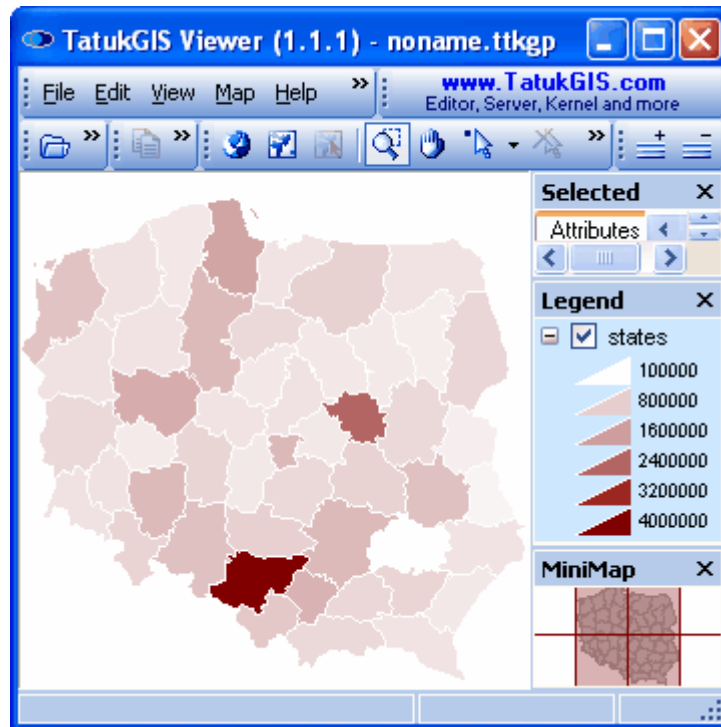 TatukGIS Viewer (1.1.1) - noname.ttkgp
File Edit View Map Help »
www.TatukGIS.com
Editor, Server, Kernel and more
» » »
Selected
Attributes
Legend
states
100000
800000
1600000
2400000
3200000
4000000
MiniMap